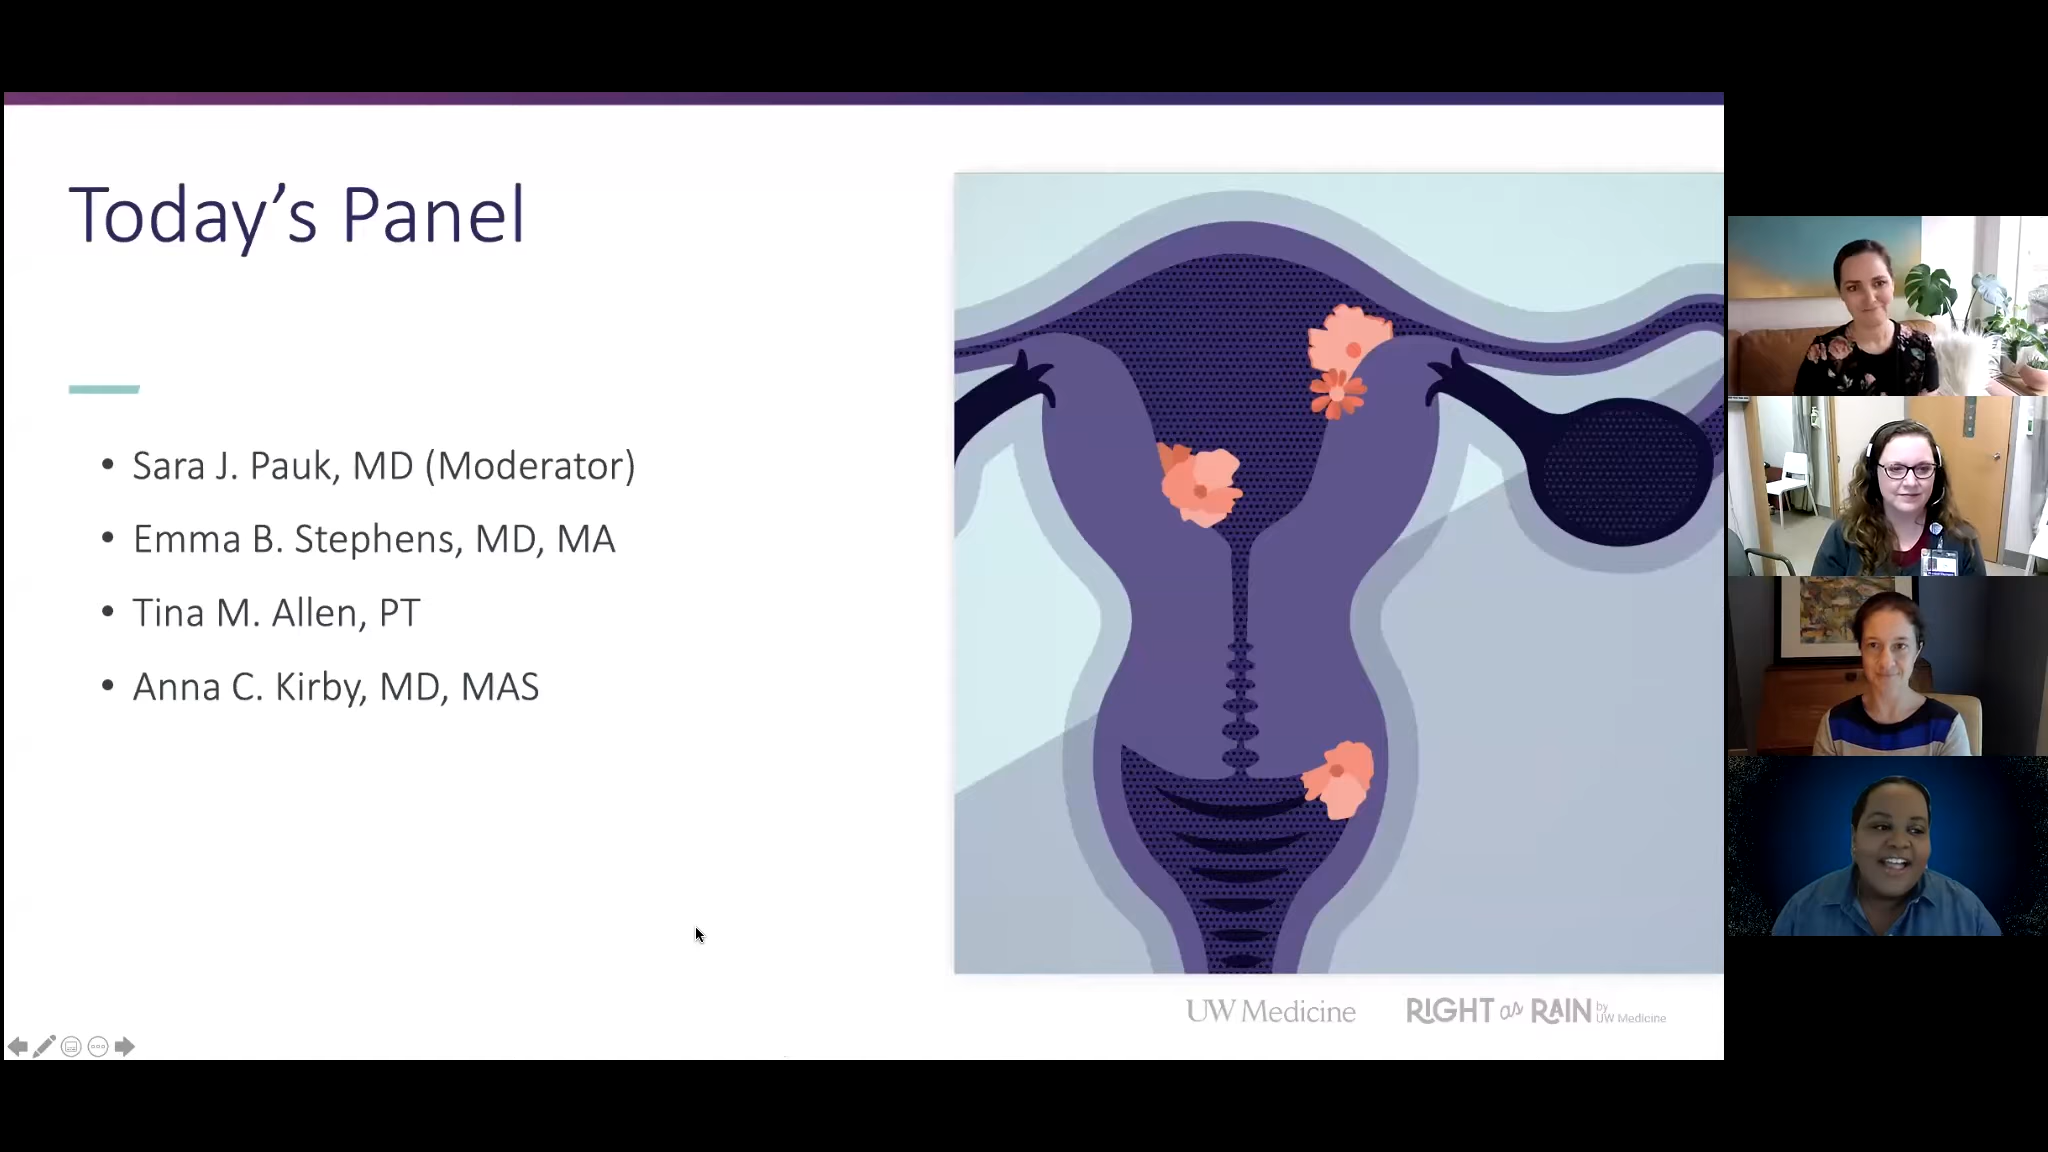 Today’s Panel
• Sara J. Pauk, MD (Moderator)
• Emma B. Stephens, MD, MA
• Tina M. Allen, PT
• Anna C. Kirby, MD, MAS
UW Medicine
RIGHT as RAIN by UW Medicine